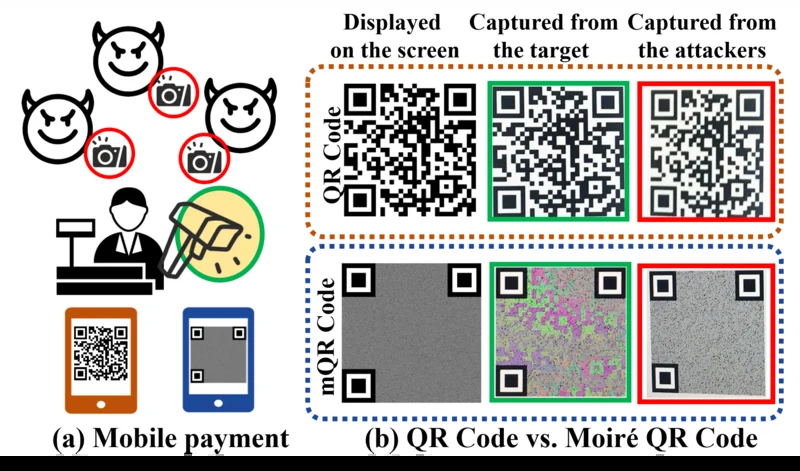 Displayed
on the screen
Captured from
the target
Captured from
the attackers
QR Code
mQR Code
(a) Mobile payment
(b) QR Code vs. Moiré QR Code